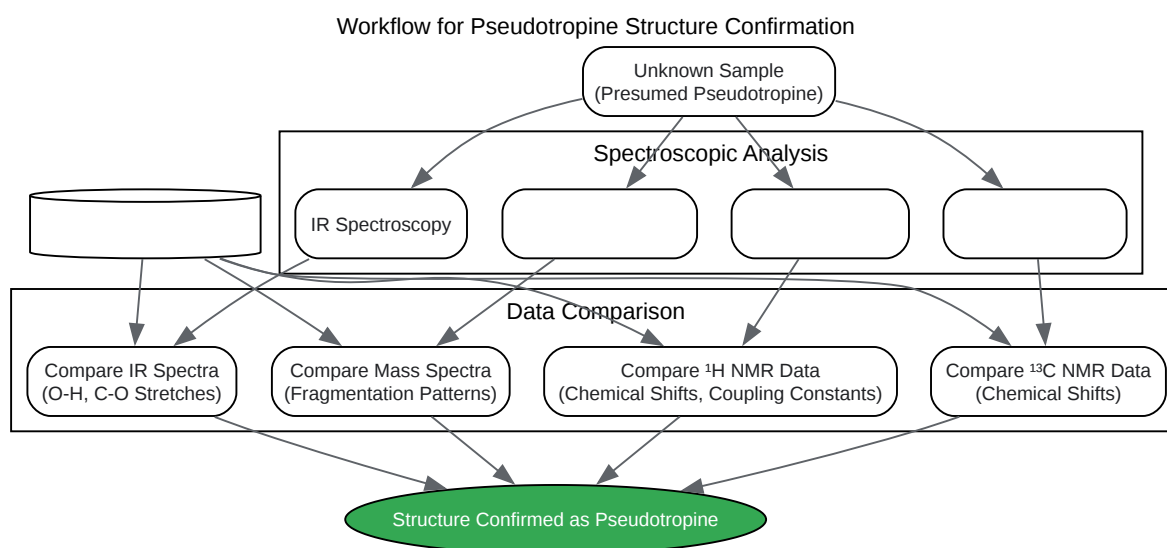 Workflow for Pseudotropine Structure Confirmation
Unknown Sample
(Presumed Pseudotropine)
Spectroscopic Analysis
IR Spectroscopy
Data Comparison
Compare IR Spectra
(O-H, C-O Stretches)
Compare Mass Spectra
(Fragmentation Patterns)
Compare ¹H NMR Data
(Chemical Shifts, Coupling Constants)
Compare ¹³C NMR Data
(Chemical Shifts)
Structure Confirmed as Pseudotropine